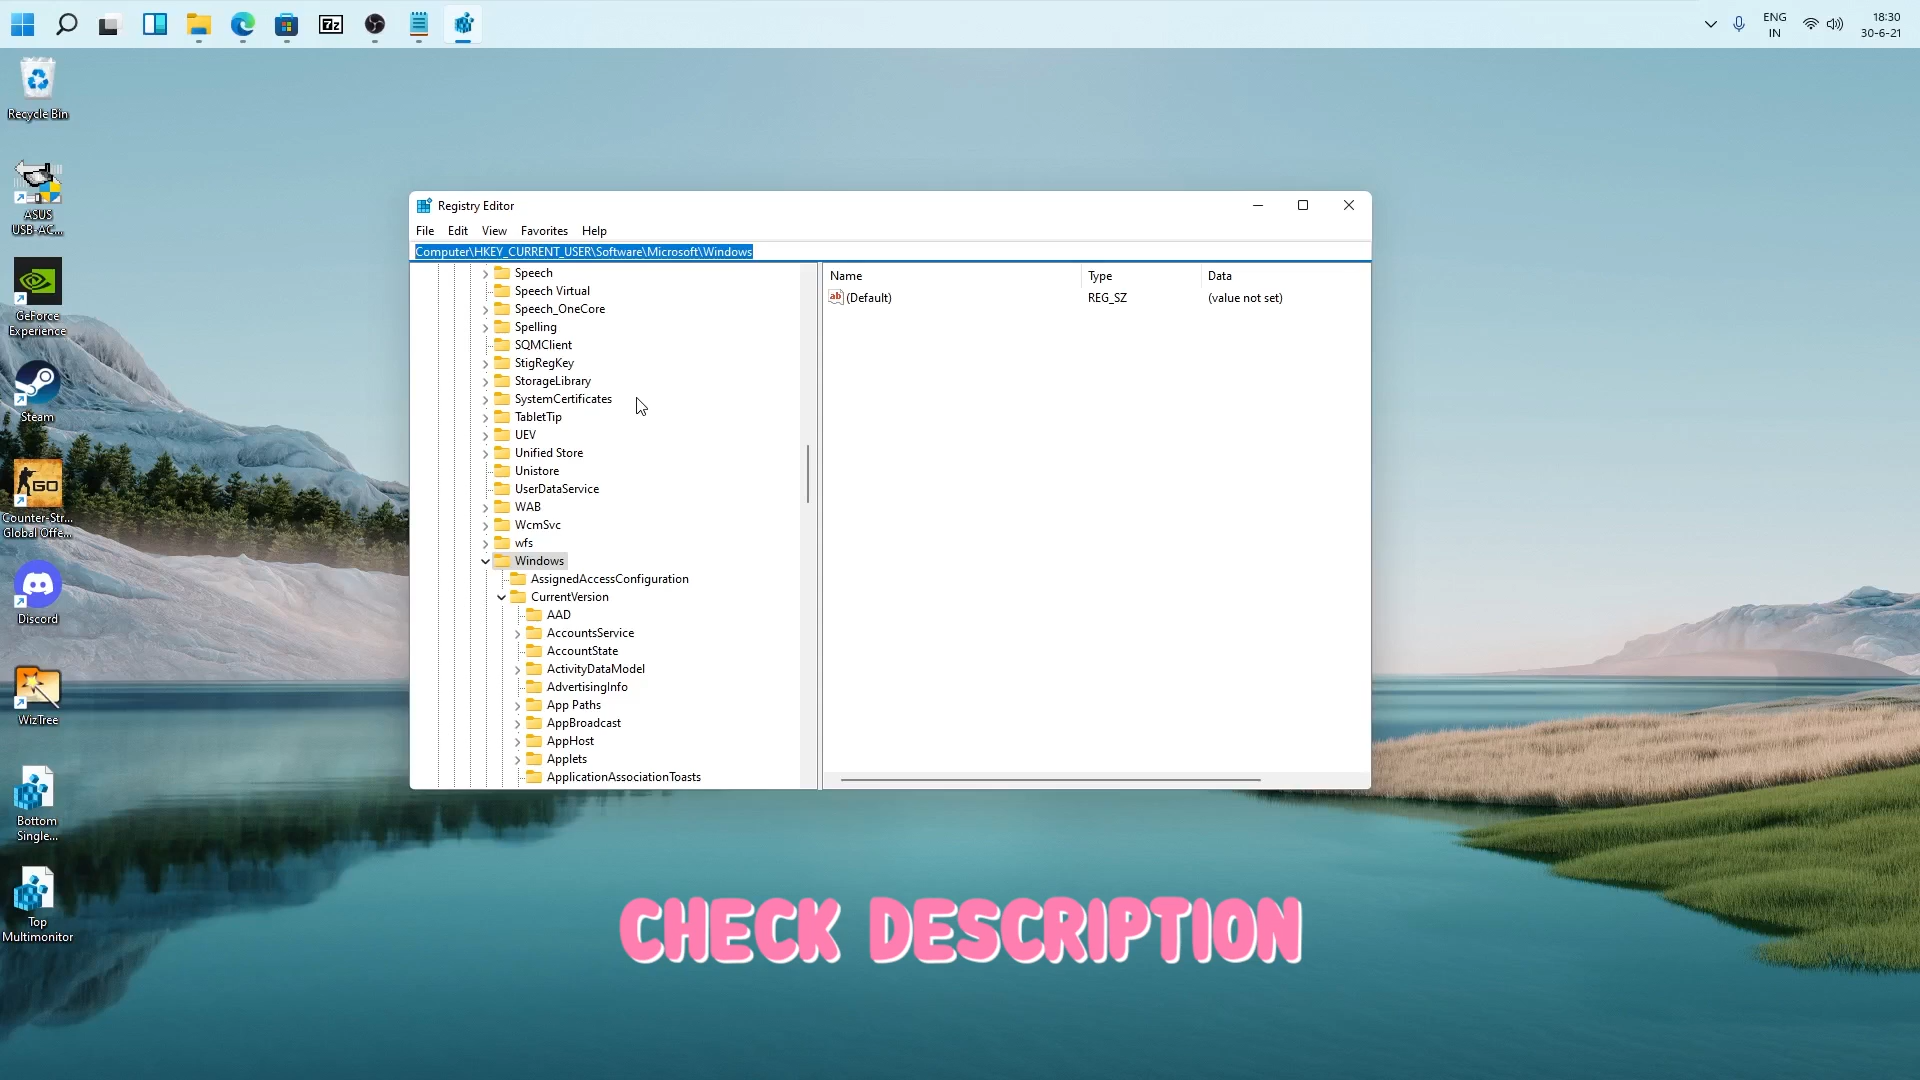 7z
ENG
IN
18:30
30-6-21
Recycle Bin
ASUS
USB-AC...
GeForce
Experience
Steam
GO
Counter-Str...
Global Offe...
Discord
WizTree
Bottom
Single...
Top
Multimonitor
Registry Editor
File Edit View Favorites Help
Computer\HKEY_CURRENT_USER\Software\Microsoft\Windows
Speech
Speech Virtual
Speech_OneCore
Spelling
SQMClient
StigRegKey
StorageLibrary
SystemCertificates
TabletTip
UEV
Unified Store
Unistore
UserDataService
WAB
WcmSvc
wfs
Windows
AssignedAccessConfiguration
CurrentVersion
AAD
AccountsService
AccountState
ActivityDataModel
AdvertisingInfo
App Paths
AppBroadcast
AppHost
Applets
ApplicationAssociationToasts
Name Type Data
ab (Default) REG_SZ (value not set)
CHECK DESCRIPTION